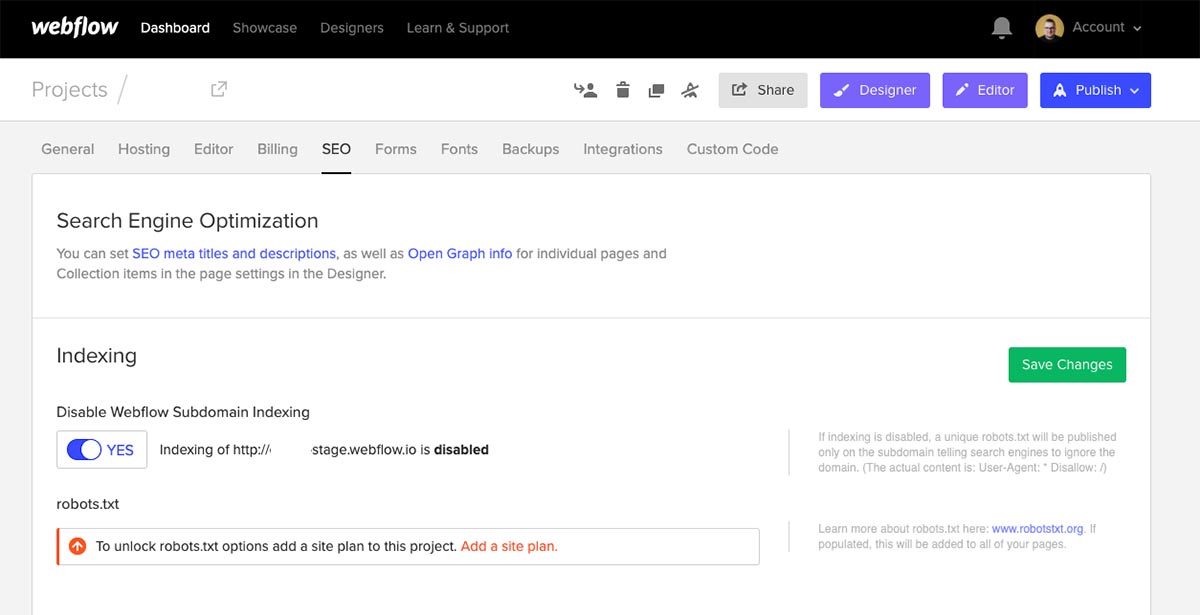 webflow Dashboard Showcase Designers Learn & Support Account
Projects / Share Designer Editor Publish
General Hosting Editor Billing SEO Forms Fonts Backups Integrations Custom Code
Search Engine Optimization
You can set SEO meta titles and descriptions, as well as Open Graph info for individual pages and
Collection items in the page settings in the Designer.
Indexing
Save Changes
Disable Webflow Subdomain Indexing
YES Indexing of http:// -stage.webflow.io is disabled
If indexing is disabled, a unique robots.txt will be published
only on the subdomain telling search engines to ignore the
domain. (The actual content is: User-Agent: * Disallow: /)
robots.txt
To unlock robots.txt options add a site plan to this project. Add a site plan.
Learn more about robots.txt here: www.robotstxt.org. If
populated, this will be added to all of your pages.